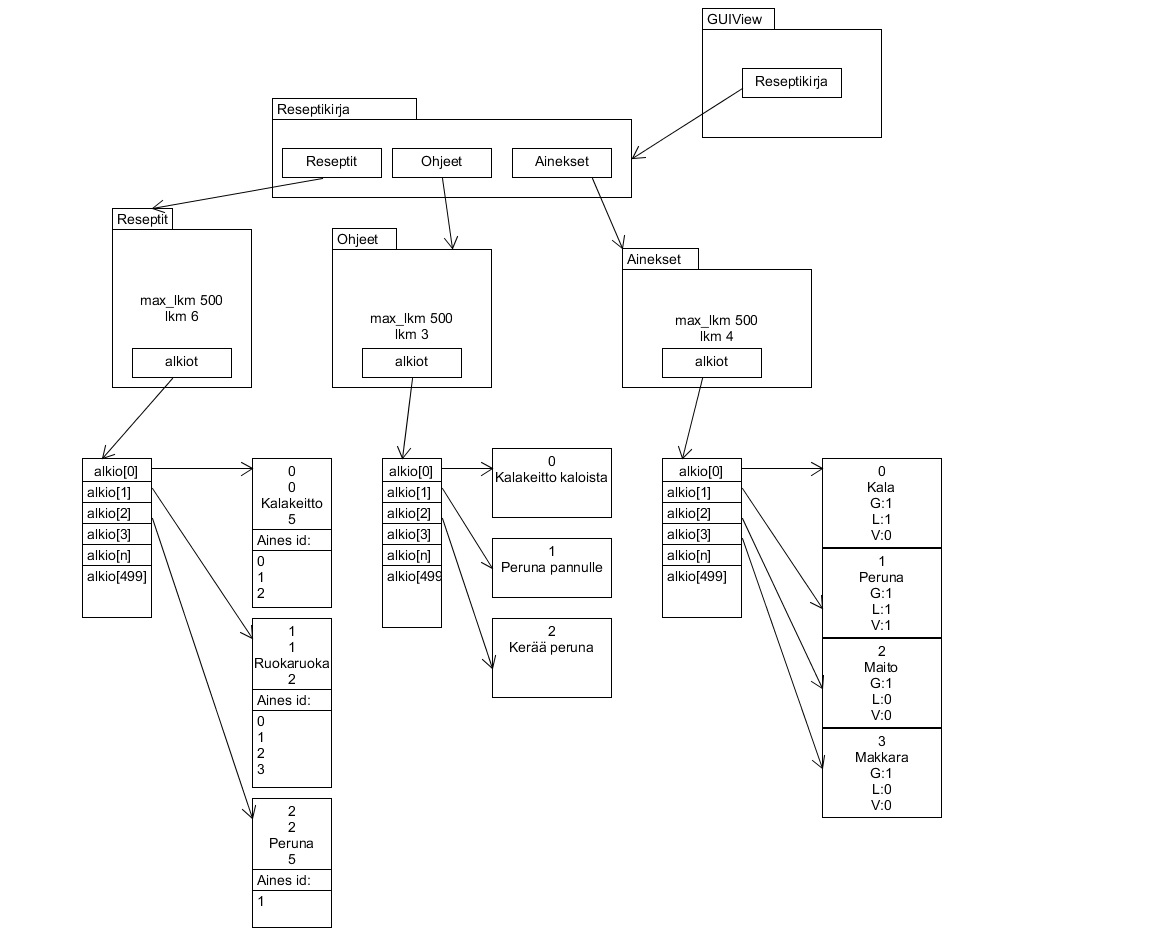 GUIView
Reseptikirja
Reseptikirja
Reseptit
Ohjeet
Ainekset
Reseptit
max_lkm 500
lkm 6
alkiot
Ohjeet
max_lkm 500
lkm 3
alkiot
Ainekset
max_lkm 500
lkm 4
alkiot
alkio[0]
alkio[1]
alkio[2]
alkio[3]
alkio[n]
alkio[499]
0
0
Kalakeitto
5
Aines id:
0
1
2
1
1
Ruokaruoka
2
Aines id:
0
1
2
3
2
2
Peruna
5
Aines id:
1
alkio[0]
alkio[1]
alkio[2]
alkio[3]
alkio[n]
alkio[499
0
Kalakeitto kaloista
1
Peruna pannulle
2
Kerää peruna
alkio[0]
alkio[1]
alkio[2]
alkio[3]
alkio[n]
alkio[499]
0
Kala
G:1
L:1
V:0
1
Peruna
G:1
L:1
V:1
2
Maito
G:1
L:0
V:0
3
Makkara
G:1
L:0
V:0